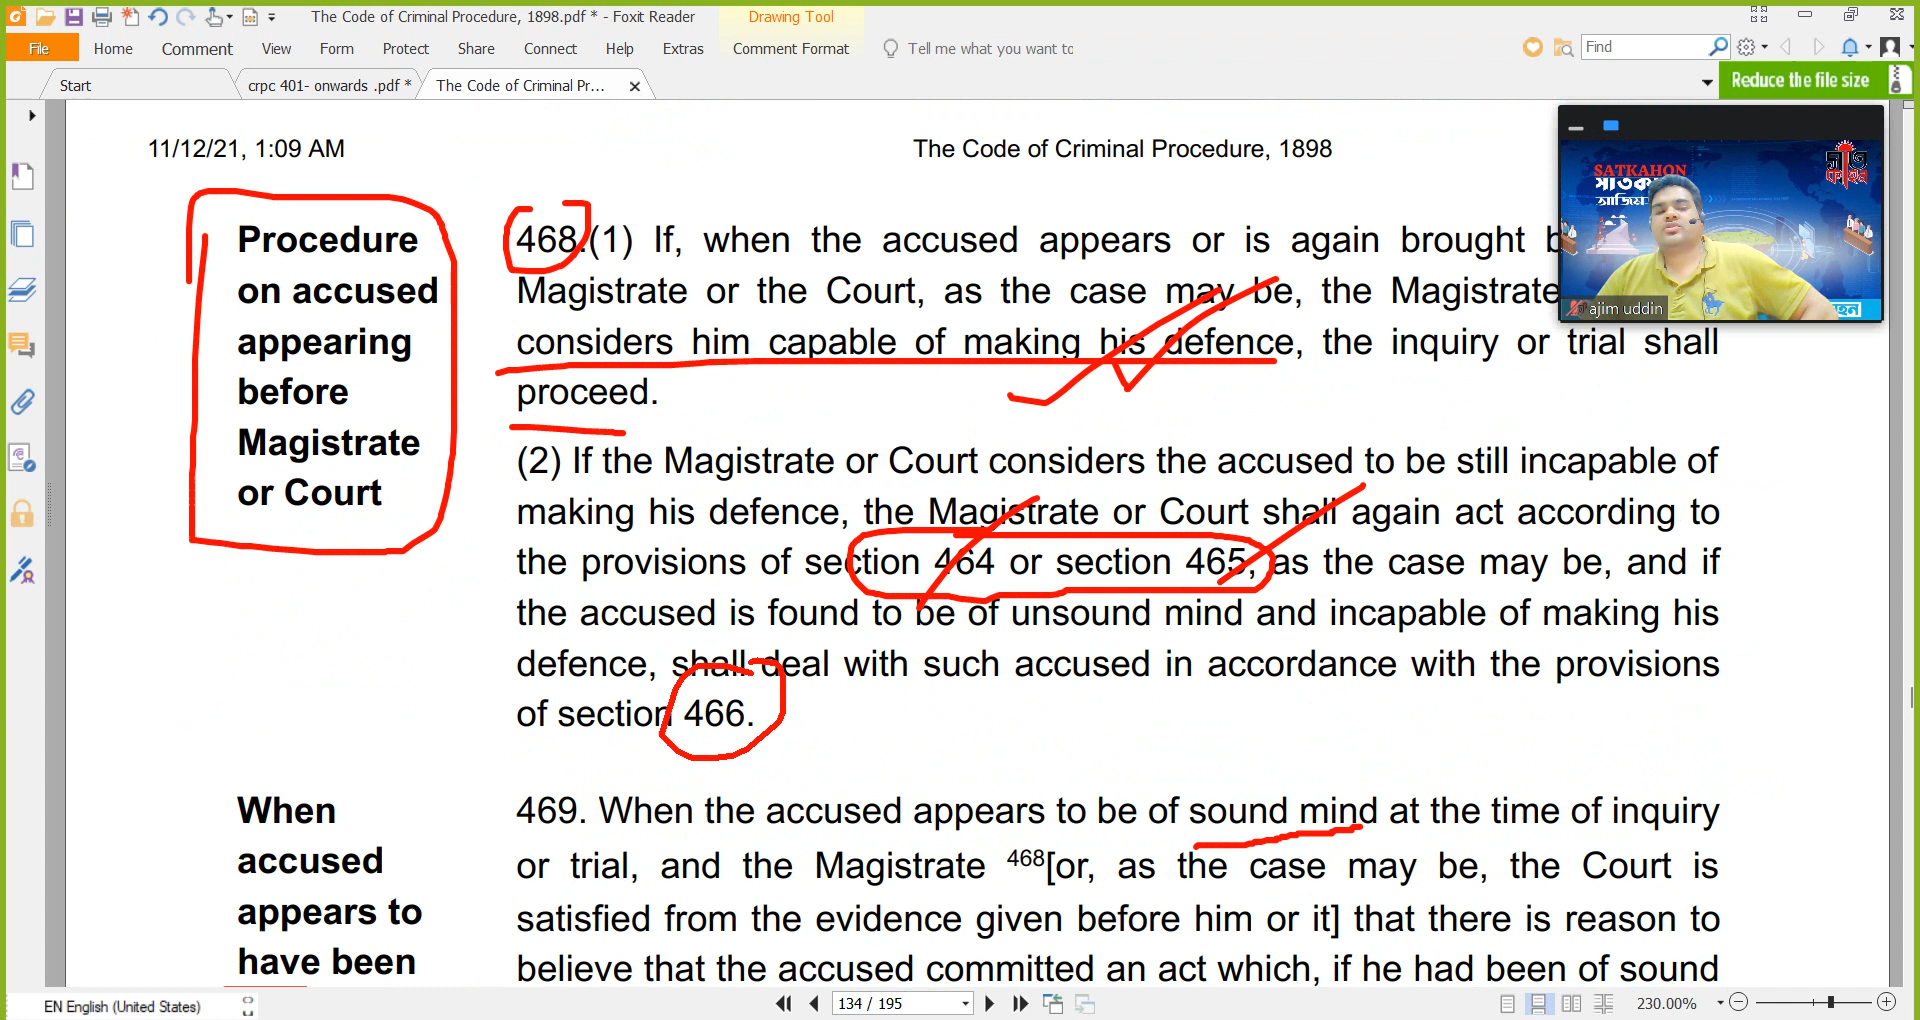 The Code of Criminal Procedure, 1898.pdf * - Foxit Reader
Drawing Tool
File Home Comment View Form Protect Share Connect Help Extras Comment Format Tell me what you want to
Find
Start
crpc 401- onwards .pdf *
The Code of Criminal Pr...
Reduce the file size
11/12/21, 1:09 AM
The Code of Criminal Procedure, 1898
SATKAHON
ajim uddin
Procedure
on accused
appearing
before
Magistrate
or Court
468.(1) If, when the accused appears or is again brought
Magistrate or the Court, as the case may be, the Magistrate
considers him capable of making his defence, the inquiry or trial shall
proceed.
(2) If the Magistrate or Court considers the accused to be still incapable of
making his defence, the Magistrate or Court shall again act according to
the provisions of section 464 or section 465, as the case may be, and if
the accused is found to be of unsound mind and incapable of making his
defence, shall deal with such accused in accordance with the provisions
of section 466.
When
accused
appears to
have been
469. When the accused appears to be of sound mind at the time of inquiry
or trial, and the Magistrate 468[or, as the case may be, the Court is
satisfied from the evidence given before him or it] that there is reason to
believe that the accused committed an act which, if he had been of sound
EN English (United States)
134 / 195
230.00%